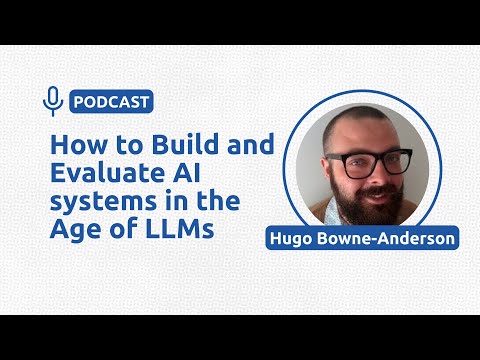 PODCAST
How to Build and
Evaluate AI
systems in the
Age of LLMs
Hugo Bowne-Anderson